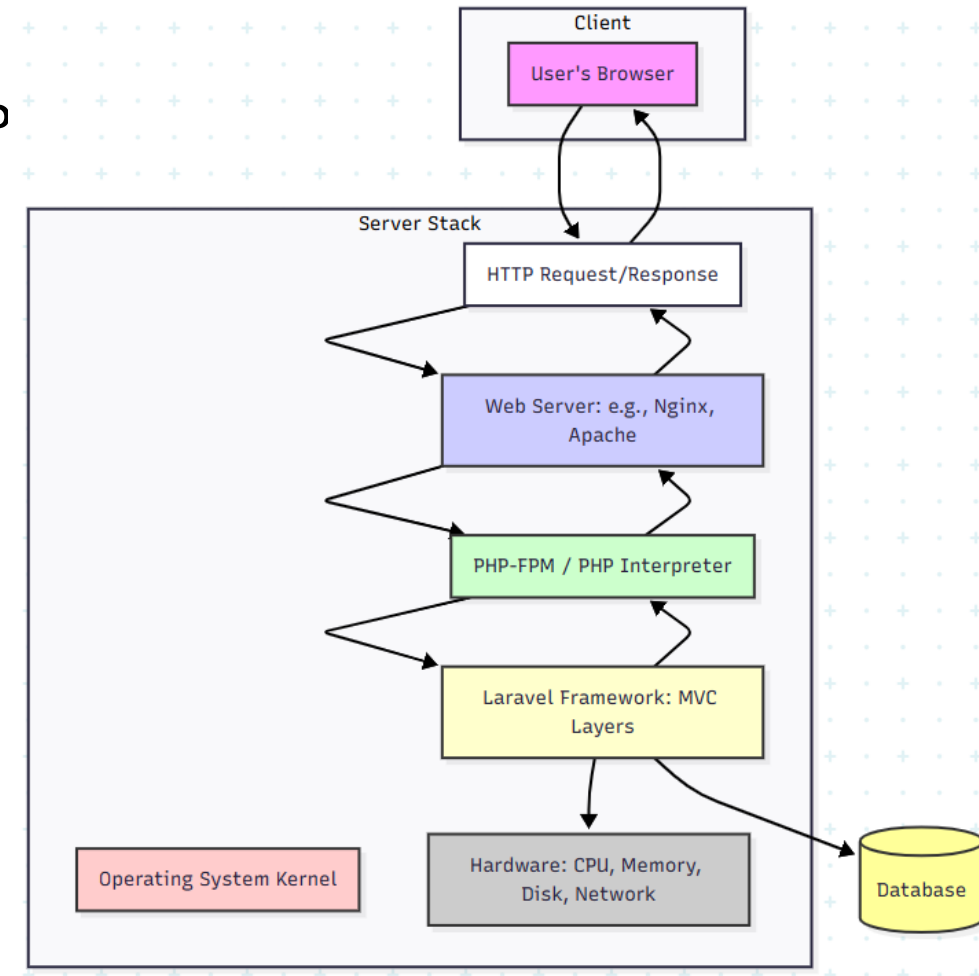 Client
User's Browser
Server Stack
HTTP Request/Response
Web Server: e.g., Nginx,
Apache
PHP-FPM / PHP Interpreter
Laravel Framework: MVC
Layers
Hardware: CPU, Memory,
Disk, Network
Operating System Kernel
Database